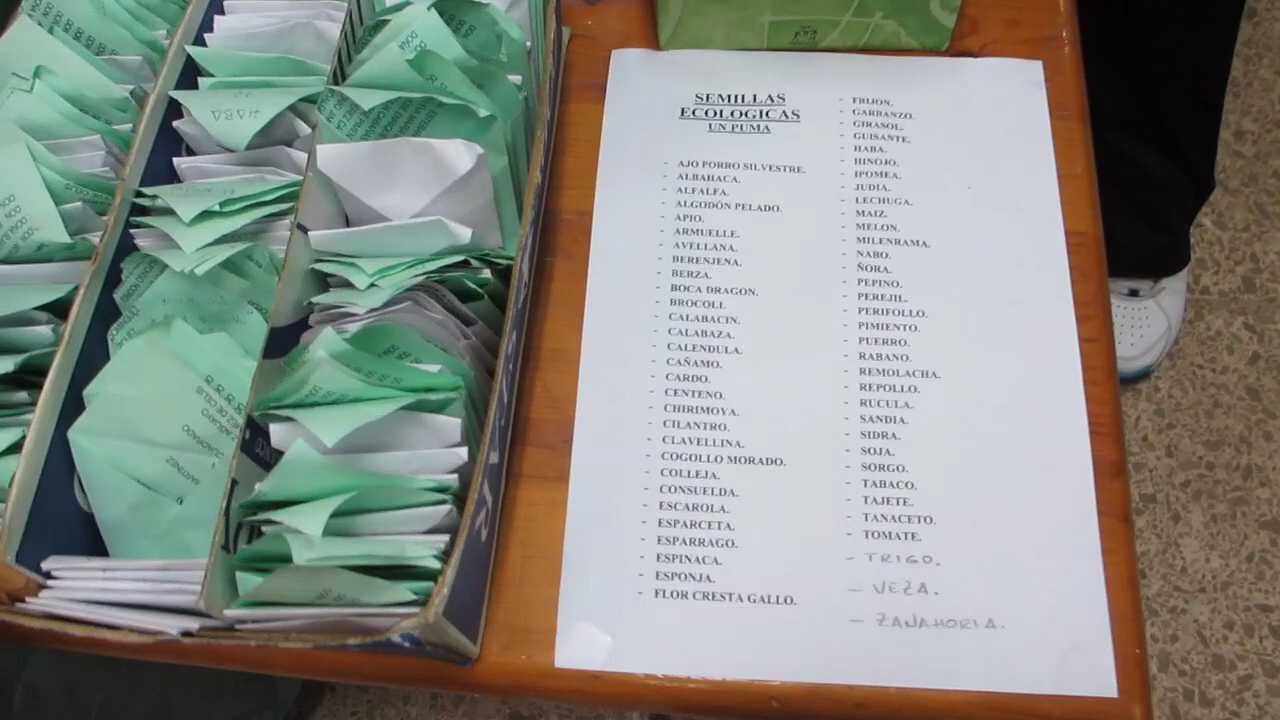 SEMILLAS
ECOLOGICAS
UN PUMA
- AJO PORRO SILVESTRE.
- ALBAHACA.
- ALFALFA.
- ALGODÓN PELADO.
- APIO.
- ARMUELLE.
- AVELLANA.
- BERENJENA.
- BERZA.
- BOCA DRAGON.
- BROCOLI.
- CALABACIN.
- CALABAZA.
- CALENDULA.
- CAÑAMO.
- CARDO.
- CENTENO.
- CHIRIMOYA.
- CILANTRO.
- CLAVELLINA.
- COGOLLO MORADO.
- COLLEJA.
- CONSUELDA.
- ESCAROLA.
- ESPARCETA.
- ESPARRAGO.
- ESPINACA.
- ESPONJA.
- FLOR CRESTA GALLO.
- FRIJON.
- GARBANZO.
- GIRASOL.
- GUISANTE.
- HABA.
- HINOJO.
- IPOMEA.
- JUDIA.
- LECHUGA.
- MAIZ.
- MELON.
- MILENRAMA.
- NABO.
- ÑORA.
- PEPINO.
- PEREJIL.
- PERIFOLLO.
- PIMIENTO.
- PUERRO.
- RABANO.
- REMOLACHA.
- REPOLLO.
- RUCULA.
- SANDIA.
- SIDRA.
- SOJA.
- SORGO.
- TABACO.
- TAJETE.
- TANACETO.
- TOMATE.
- TRIGO.
- VEZA.
- ZANAHORIA.
HABA
MARTINEZ
CUADRADO